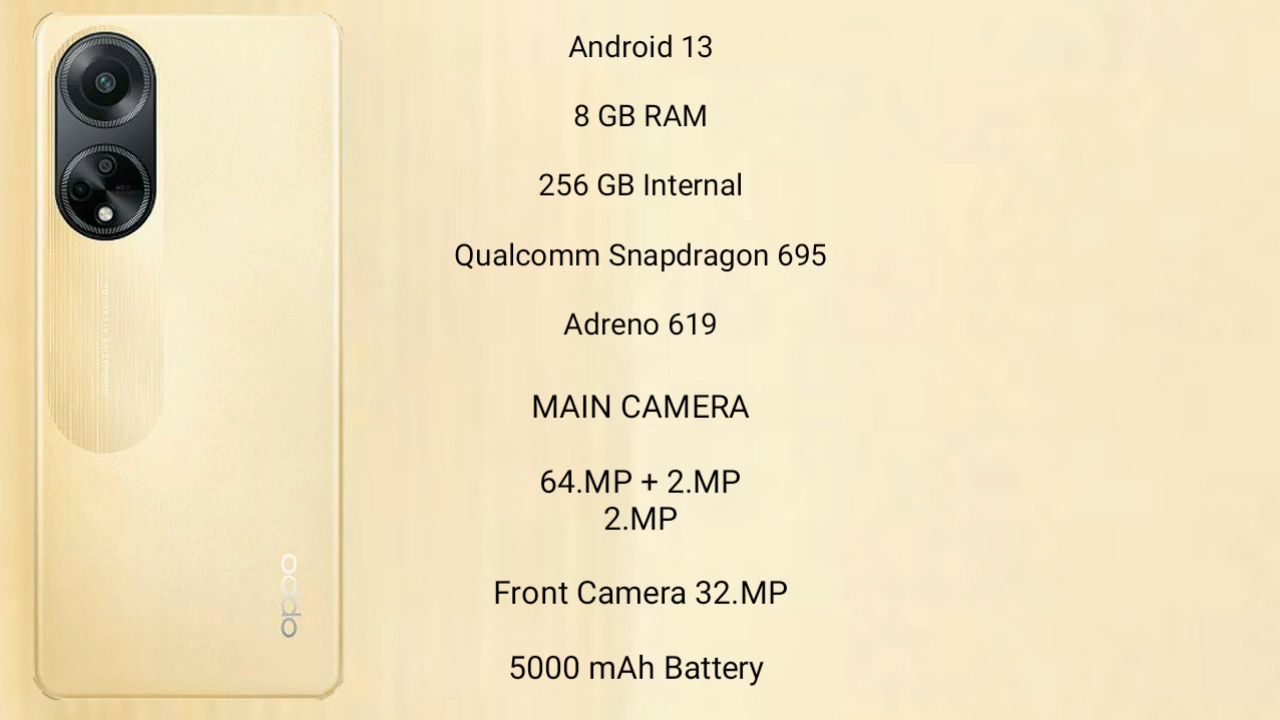 Android 13
8 GB RAM
256 GB Internal
Qualcomm Snapdragon 695
Adreno 619
MAIN CAMERA
64.MP + 2.MP
2.MP
Front Camera 32.MP
5000 mAh Battery
oppo